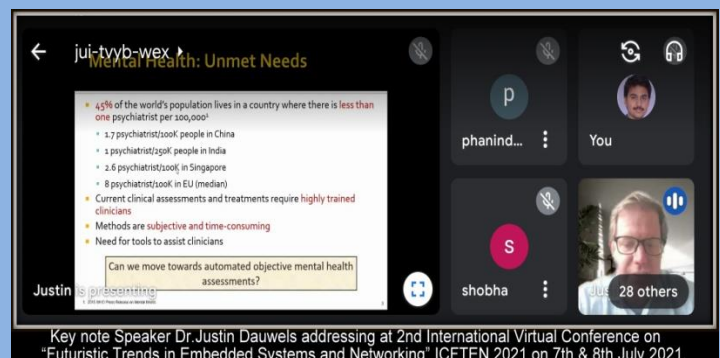 jui-tvyb-wex
Mental Health: Unmet Needs
45% of the world's population lives in a country where there is less than
one psychiatrist per 100,000¹
1.7 psychiatrist/100K people in China
1 psychiatrist/250K people in India
2.6 psychiatrist/100K in Singapore
8 psychiatrist/100K in EU (median)
Current clinical assessments and treatments require highly trained
clinicians
Methods are subjective and time-consuming
Need for tools to assist clinicians
Can we move towards automated objective mental health
assessments?
Justin is presenting
p
phanind...
You
S
shobha
28 others
Key note Speaker Dr.Justin Dauwels addressing at 2nd International Virtual Conference on
"Futuristic Trends in Embedded Systems and Networking" ICFTEN 2021 on 7th & 8th July 2021